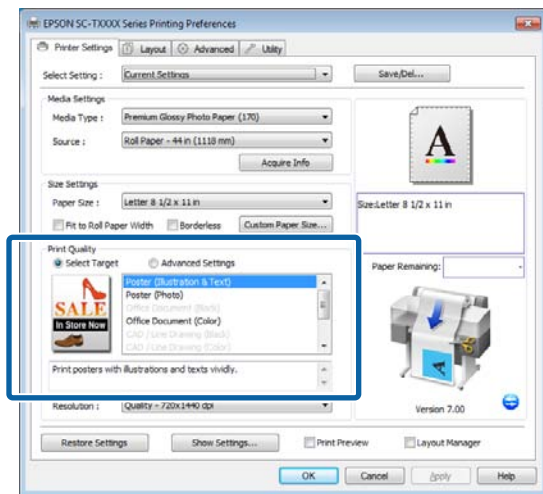 EPSON SC-TXXXX Series Printing Preferences
Printer Settings Layout Advanced Utility
Select Setting : Current Settings Save/Del...
Media Settings
Media Type : Premium Glossy Photo Paper (170)
Source : Roll Paper - 44 in (1118 mm)
Acquire Info
A
Size Settings
Paper Size : Letter 8 1/2 x 11 in
Size:Letter 8 1/2 x 11 in
Fit to Roll Paper Width Borderless Custom Paper Size...
Print Quality
Select Target Advanced Settings
Paper Remaining: -
SALE
In Store Now
Poster (Illustration & Text)
Poster (Photo)
Office Document (Black)
Office Document (Color)
CAD / Line Drawing (Black)
CAD / Line Drawing (Color)
Print posters with illustrations and texts vividly.
A
Resolution : Quality - 720x1440 dpi
Version 7.00
Restore Settings Show Settings... Print Preview Layout Manager
OK Cancel Apply Help